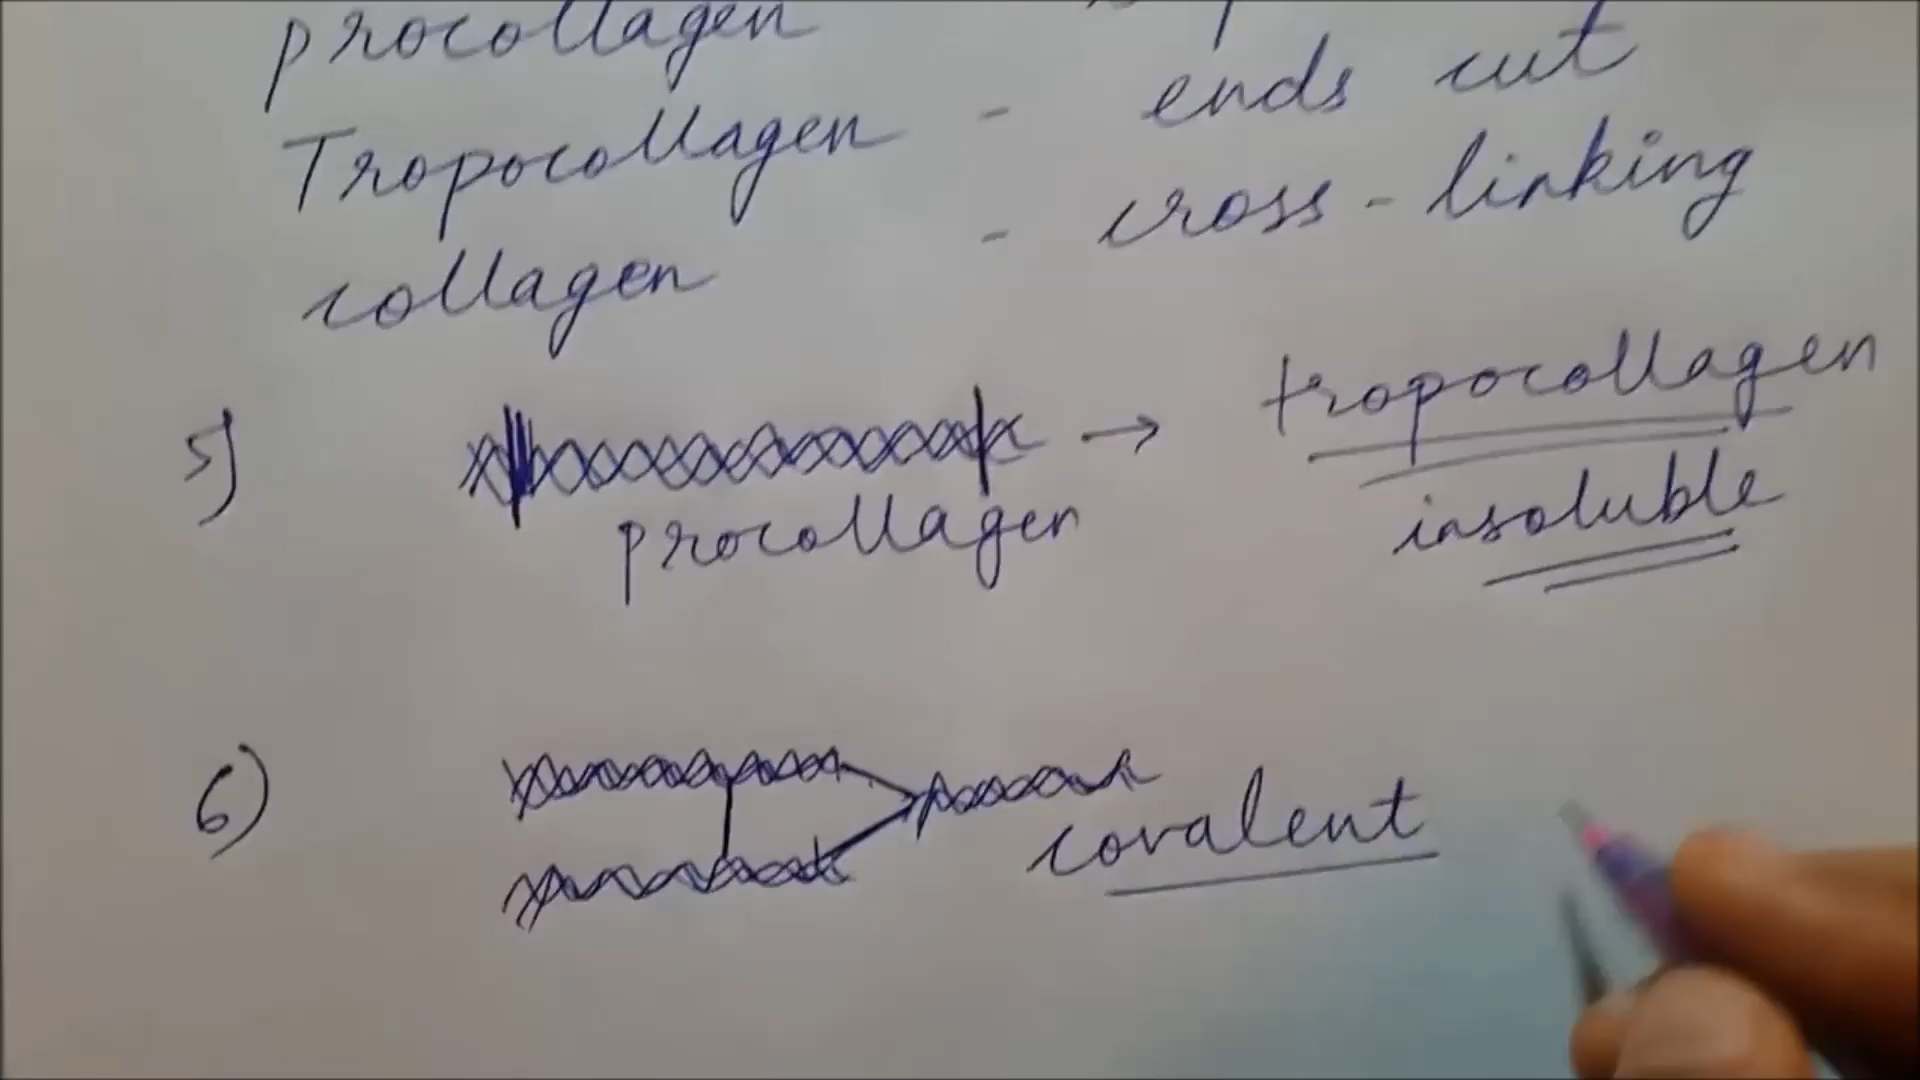 procollagen
Tropocollagen - ends cut
collagen - cross-linking
5) → tropocollagen
procollagen insoluble
6) covalent